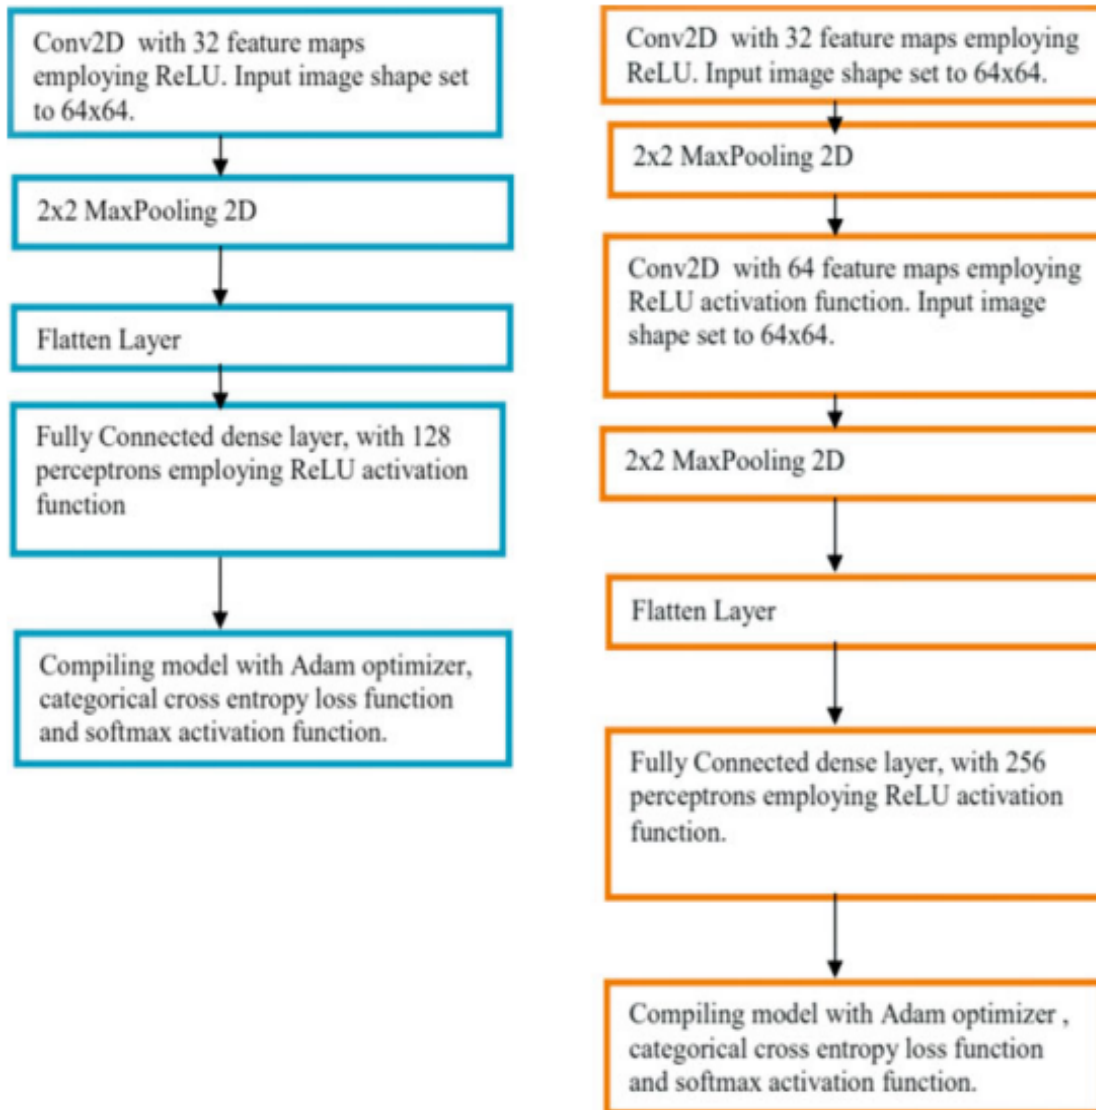 Conv2D with 32 feature maps
employing ReLU. Input image shape set
to 64x64.
2x2 MaxPooling 2D
Flatten Layer
Fully Connected dense layer, with 128
perceptrons employing ReLU activation
function
Compiling model with Adam optimizer,
categorical cross entropy loss function
and softmax activation function.
Conv2D with 32 feature maps employing
ReLU. Input image shape set to 64x64.
2x2 MaxPooling 2D
Conv2D with 64 feature maps employing
ReLU activation function. Input image
shape set to 64x64.
2x2 MaxPooling 2D
Flatten Layer
Fully Connected dense layer, with 256
perceptrons employing ReLU activation
function.
Compiling model with Adam optimizer ,
categorical cross entropy loss function
and softmax activation function.